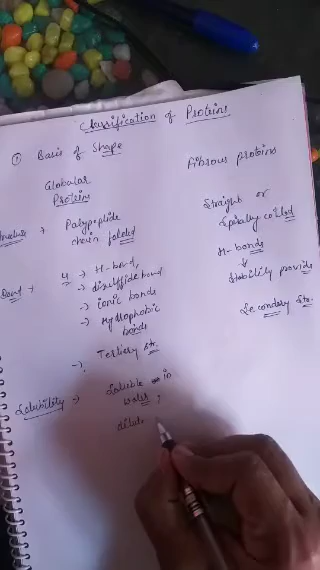 Classification of Proteins
① Basis of Shape
Fibrous proteins
Globular
Protein
Structure → Polypeptide
chain folded
Straight or
Spirally coiled
Bond → 4 → H-bond,
→ disulfide bond
→ ionic bonds
→ Hydrophobic
bonds
H-bonds
↓
Stability provids
Secondary Str.
→ Tertiary Str.
Solubility → Soluble in
water,
dilute